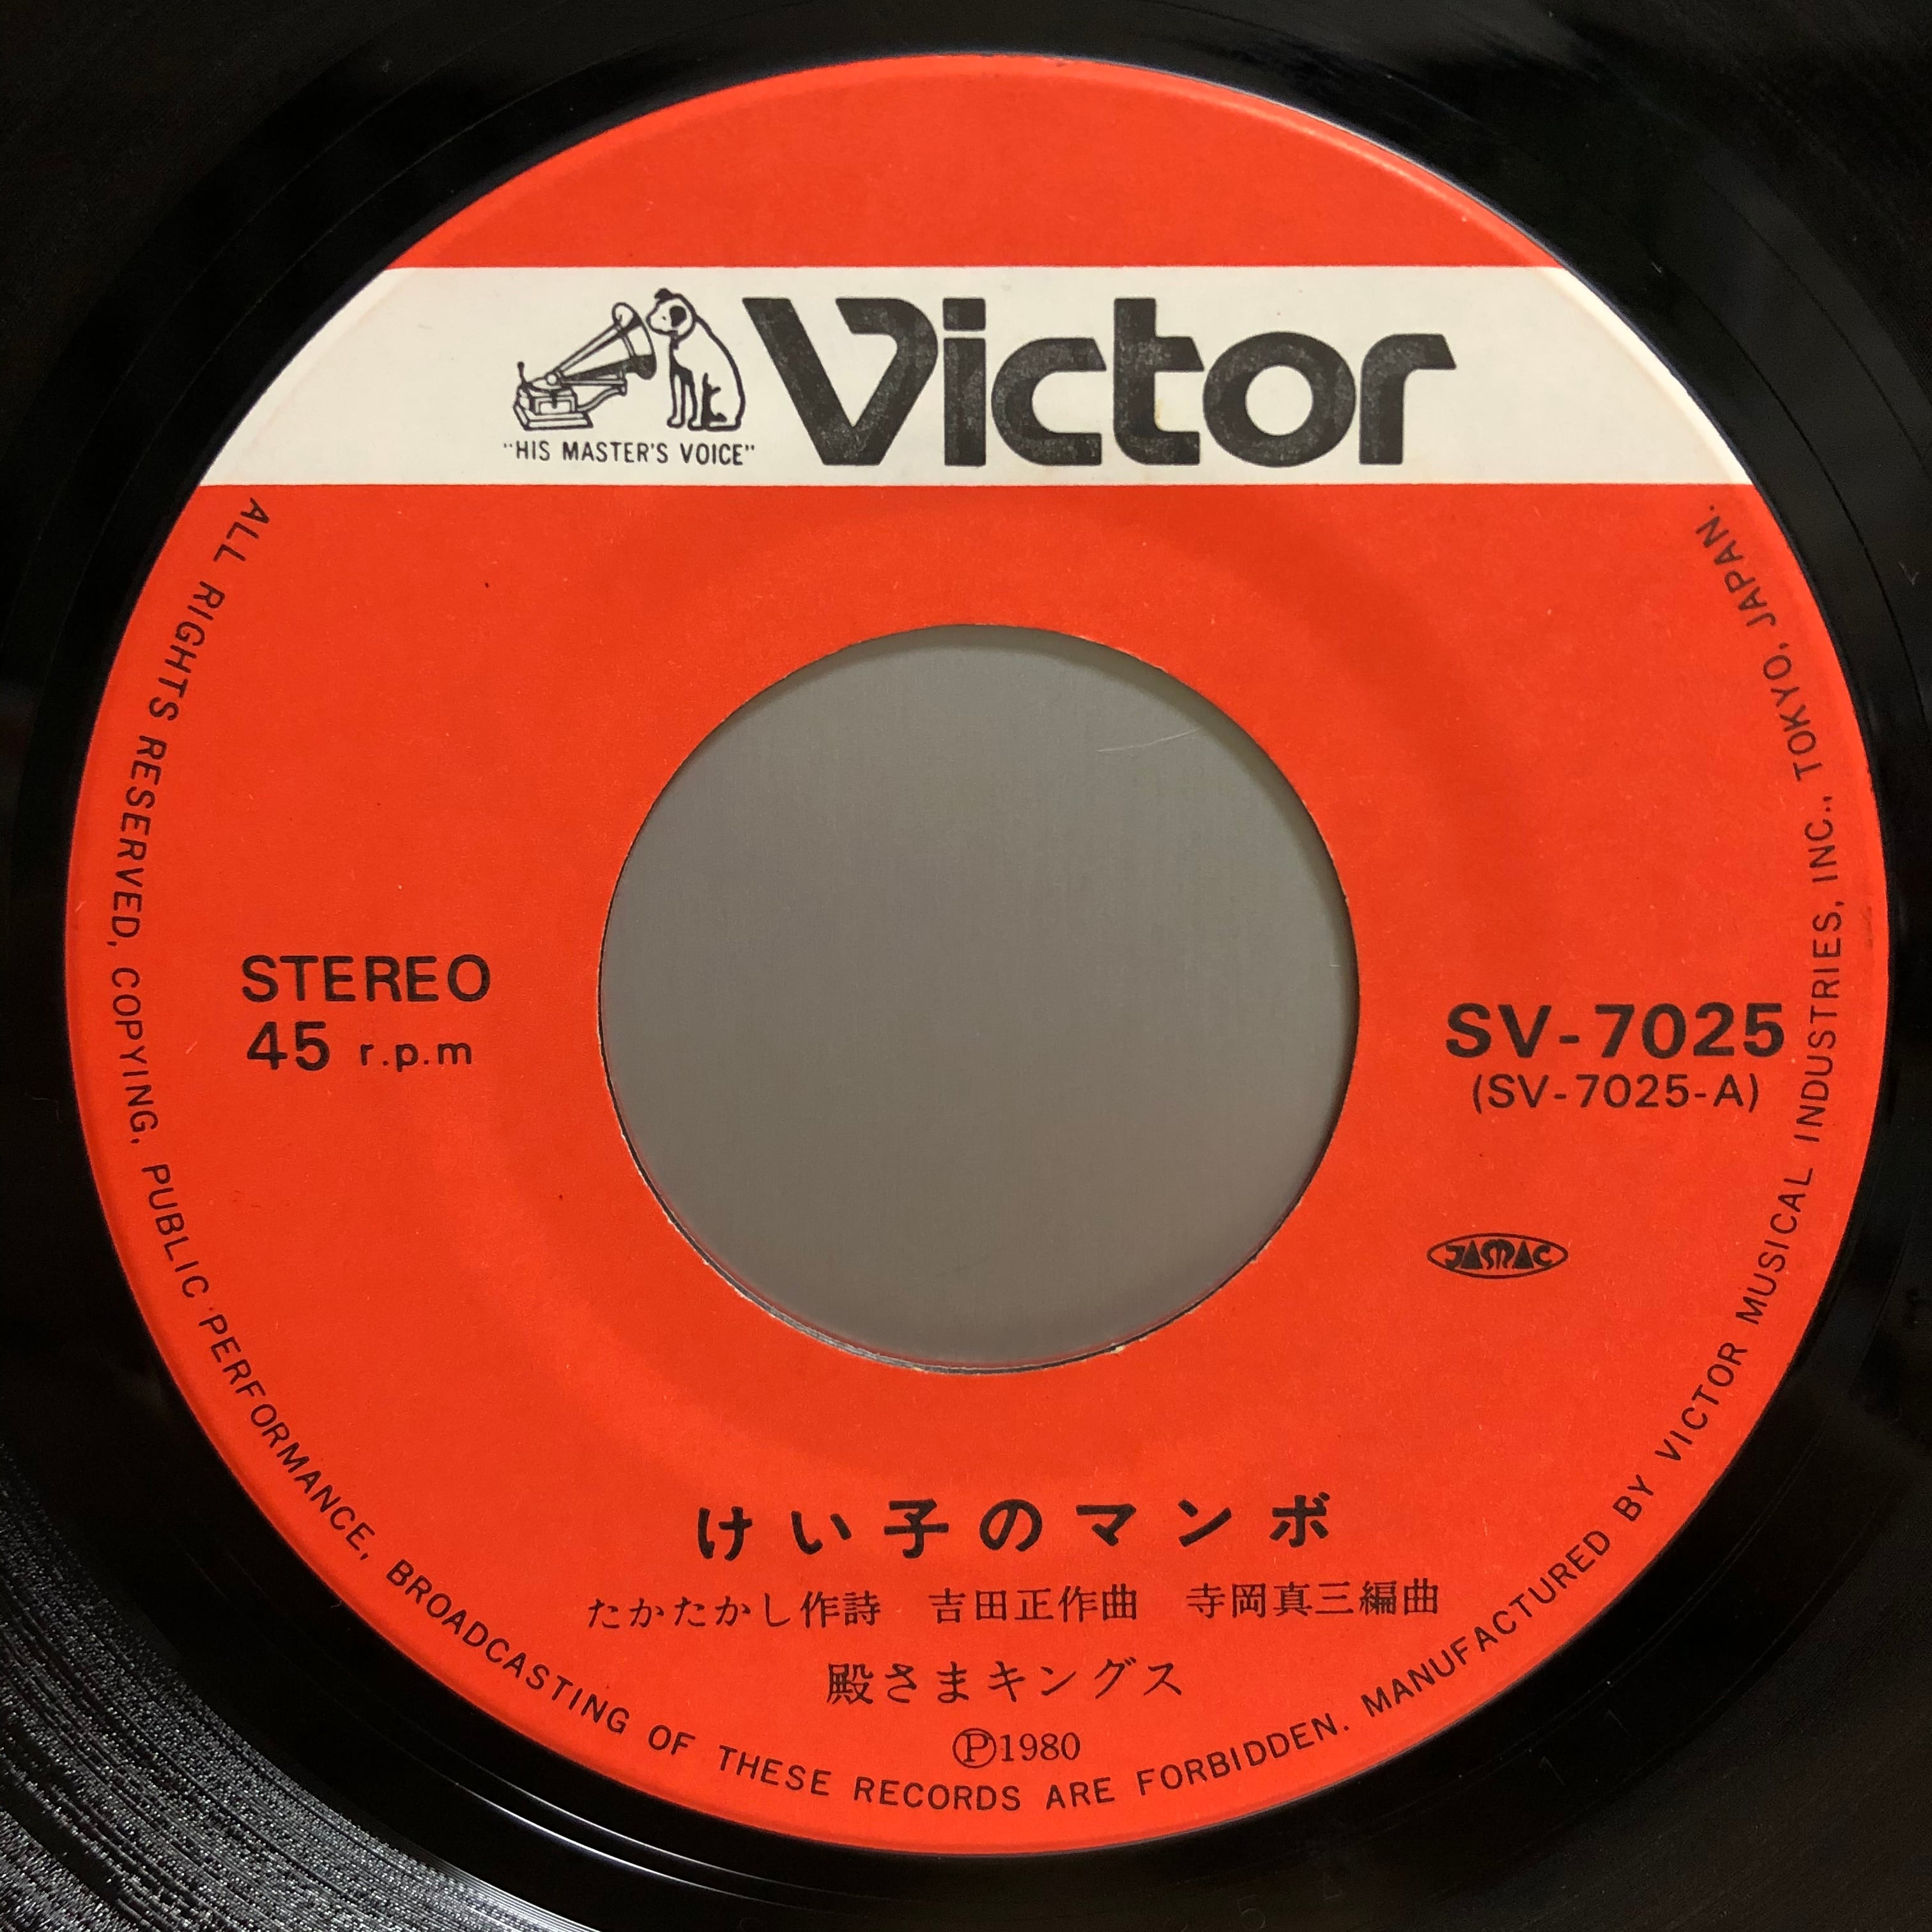 Victor
"HIS MASTER'S VOICE"
STEREO
45 r.p.m
SV-7025
(SV-7025-A)
JASRAC
けい子のマンボ
たかたかし作詩 吉田正作曲 寺岡真三編曲
殿さまキングス
Ⓟ1980
ALL RIGHTS RESERVED, COPYING, PUBLIC PERFORMANCE, BROADCASTING OF THESE RECORDS ARE FORBIDDEN. MANUFACTURED BY VICTOR MUSICAL INDUSTRIES, INC., TOKYO, JAPAN.